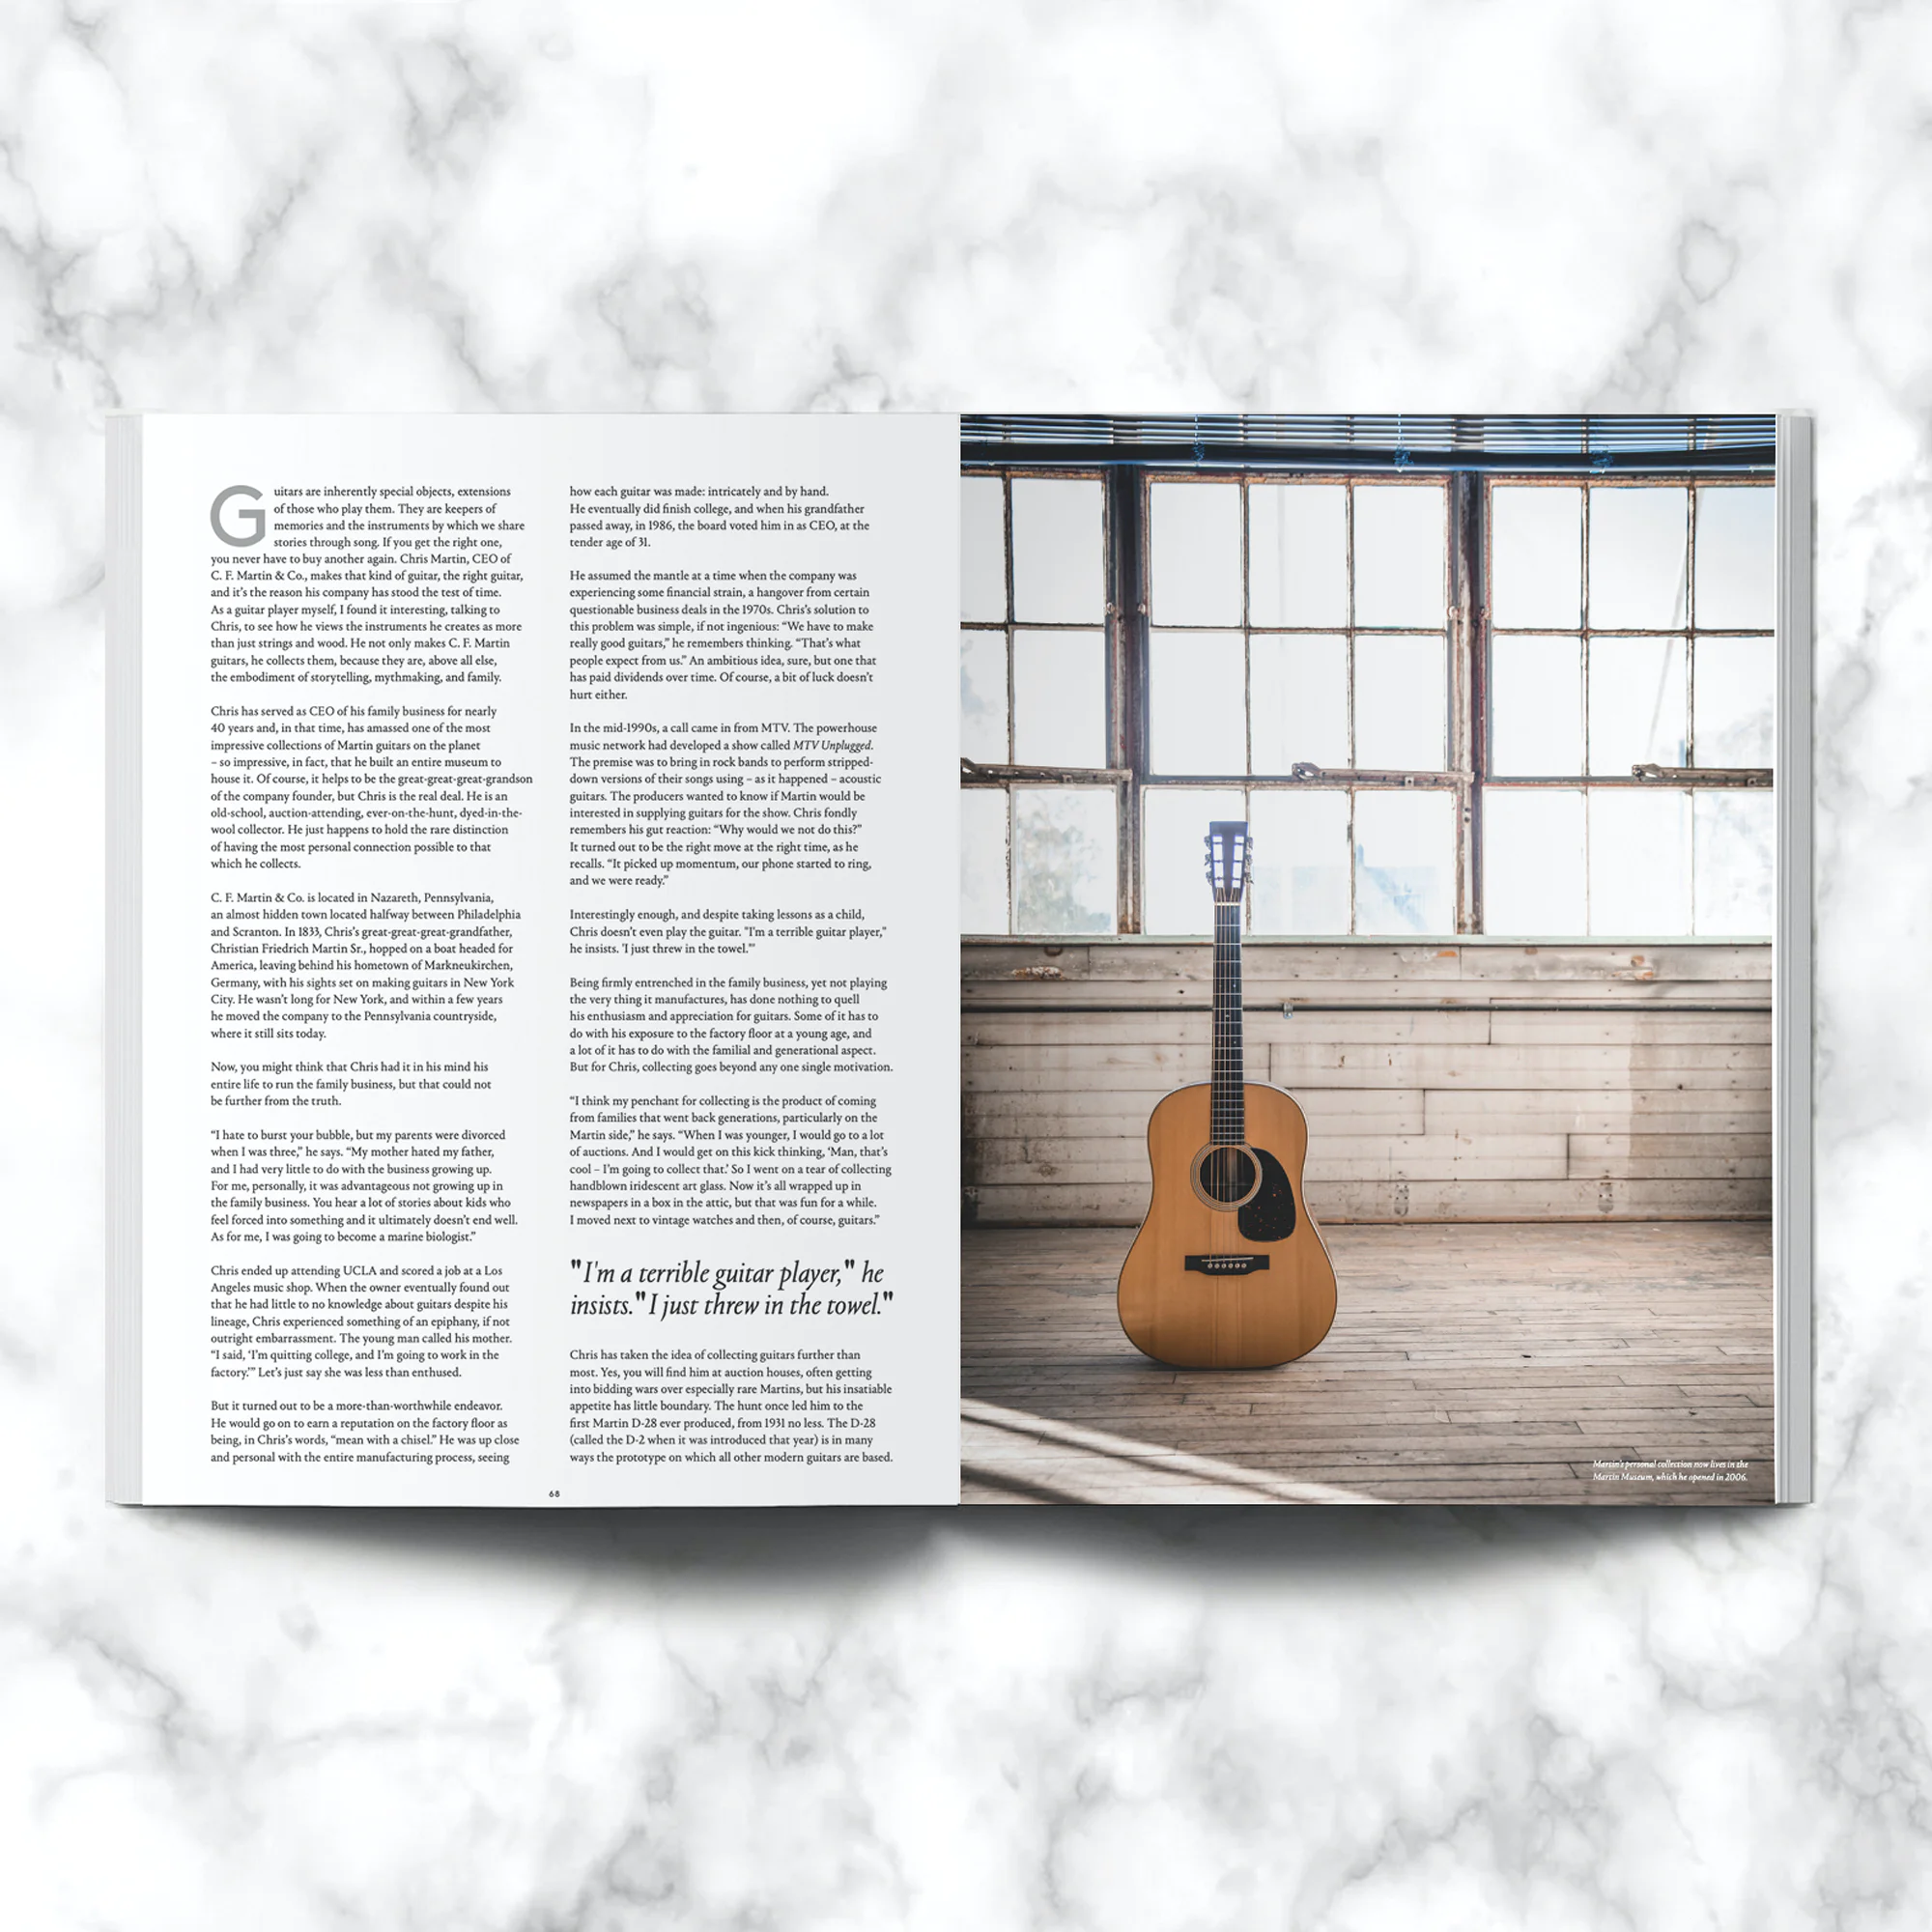 Guitars are inherently special objects, extensions
of those who play them. They are keepers of
memories and the instruments by which we share
stories through song. If you get the right one,
you never have to buy another again. Chris Martin, CEO of
C. F. Martin & Co., makes that kind of guitar, the right guitar,
and it's the reason his company has stood the test of time.
As a guitar player myself, I found it interesting, talking to
Chris, to see how he views the instruments he creates as more
than just strings and wood. He not only makes C. F. Martin
guitars, he collects them, because they are, above all else,
the embodiment of storytelling, mythmaking, and family.
Chris has served as CEO of his family business for nearly
40 years and, in that time, has amassed one of the most
impressive collections of Martin guitars on the planet
– so impressive, in fact, that he built an entire museum to
house it. Of course, it helps to be the great-great-great-grandson
of the company founder, but Chris is the real deal. He is an
old-school, auction-attending, ever-on-the-hunt, dyed-in-the-
wool collector. He just happens to hold the rare distinction
of having the most personal connection possible to that
which he collects.
C. F. Martin & Co. is located in Nazareth, Pennsylvania,
an almost hidden town located halfway between Philadelphia
and Scranton. In 1833, Chris's great-great-great-grandfather,
Christian Friedrich Martin Sr., hopped on a boat headed for
America, leaving behind his hometown of Markneukirchen,
Germany, with his sights set on making guitars in New York
City. He wasn't long for New York, and within a few years
he moved the company to the Pennsylvania countryside,
where it still sits today.
Now, you might think that Chris had it in his mind his
entire life to run the family business, but that could not
be further from the truth.
“I hate to burst your bubble, but my parents were divorced
when I was three,” he says. “My mother hated my father,
and I had very little to do with the business growing up.
For me, personally, it was advantageous not growing up in
the family business. You hear a lot of stories about kids who
feel forced into something and it ultimately doesn't end well.
As for me, I was going to become a marine biologist.”
Chris ended up attending UCLA and scored a job at a Los
Angeles music shop. When the owner eventually found out
that he had little to no knowledge about guitars despite his
lineage, Chris experienced something of an epiphany, if not
outright embarrassment. The young man called his mother.
“I said, ‘I'm quitting college, and I'm going to work in the
factory.’” Let's just say she was less than enthused.
But it turned out to be a more-than-worthwhile endeavor.
He would go on to earn a reputation on the factory floor as
being, in Chris's words, “mean with a chisel.” He was up close
and personal with the entire manufacturing process, seeing
how each guitar was made: intricately and by hand.
He eventually did finish college, and when his grandfather
passed away, in 1986, the board voted him in as CEO, at the
tender age of 31.
He assumed the mantle at a time when the company was
experiencing some financial strain, a hangover from certain
questionable business deals in the 1970s. Chris's solution to
this problem was simple, if not ingenious: “We have to make
really good guitars,” he remembers thinking. “That's what
people expect from us.” An ambitious idea, sure, but one that
has paid dividends over time. Of course, a bit of luck doesn't
hurt either.
In the mid-1990s, a call came in from MTV. The powerhouse
music network had developed a show called MTV Unplugged.
The premise was to bring in rock bands to perform stripped-
down versions of their songs using – as it happened – acoustic
guitars. The producers wanted to know if Martin would be
interested in supplying guitars for the show. Chris fondly
remembers his gut reaction: “Why would we not do this?”
It turned out to be the right move at the right time, as he
recalls. “It picked up momentum, our phone started to ring,
and we were ready.”
Interestingly enough, and despite taking lessons as a child,
Chris doesn't even play the guitar. "I'm a terrible guitar player,"
he insists. 'I just threw in the towel.'"
Being firmly entrenched in the family business, yet not playing
the very thing it manufactures, has done nothing to quell
his enthusiasm and appreciation for guitars. Some of it has to
do with his exposure to the factory floor at a young age, and
a lot of it has to do with the familial and generational aspect.
But for Chris, collecting goes beyond any one single motivation.
“I think my penchant for collecting is the product of coming
from families that went back generations, particularly on the
Martin side,” he says. “When I was younger, I would go to a lot
of auctions. And I would get on this kick thinking, ‘Man, that's
cool – I'm going to collect that.’ So I went on a tear of collecting
handblown iridescent art glass. Now it's all wrapped up in
newspapers in a box in the attic, but that was fun for a while.
I moved next to vintage watches and then, of course, guitars.”
"I'm a terrible guitar player," he
insists."I just threw in the towel."
Chris has taken the idea of collecting guitars further than
most. Yes, you will find him at auction houses, often getting
into bidding wars over especially rare Martins, but his insatiable
appetite has little boundary. The hunt once led him to the
first Martin D-28 ever produced, from 1931 no less. The D-28
(called the D-2 when it was introduced that year) is in many
ways the prototype on which all other modern guitars are based.
68
Martin's personal collection now lives in the
Martin Museum, which he opened in 2006.